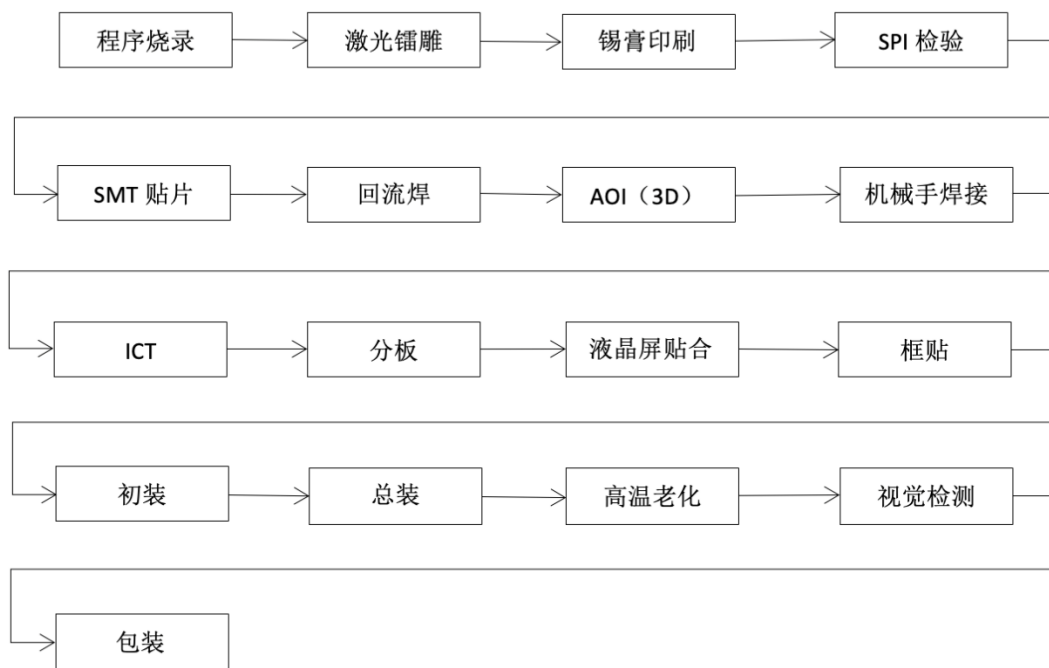 程序烧录
激光镭雕
锡膏印刷
SPI 检验
SMT 贴片
回流焊
AOI（3D）
机械手焊接
ICT
分板
液晶屏贴合
框贴
初装
总装
高温老化
视觉检测
包装